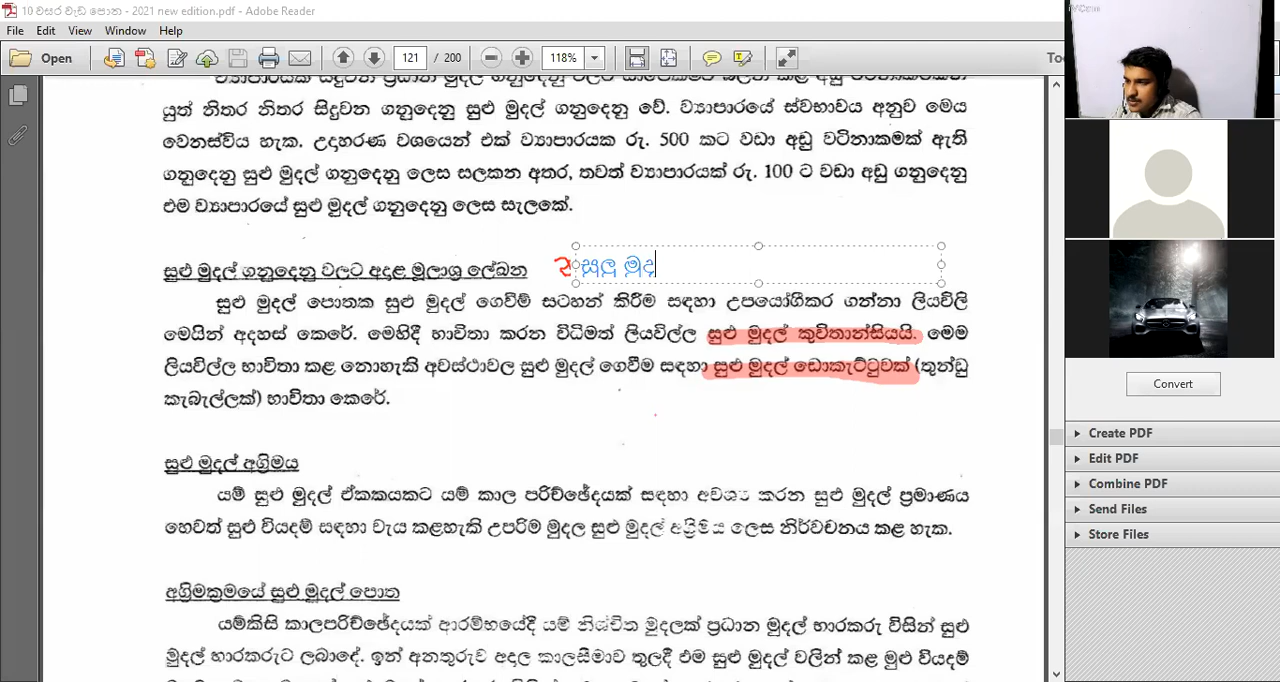 10 වසර වැඩ පොත - 2021 new edition.pdf - Adobe Reader
File Edit View Window Help
Open 121 / 200 118% To
යුත් නිතර නිතර සිදුවන ගනුදෙනු සුළු මුදල් ගනුදෙනු වේ. ව්‍යාපාරයේ ස්වභාවය අනුව මෙය
වෙනස්විය හැක. උදාහරණ වශයෙන් එක් ව්‍යාපාරයක රු. 500 කට වඩා අඩු වටිනාකමක් ඇති
ගනුදෙනු සුළු මුදල් ගනුදෙනු ලෙස සලකන අතර, තවත් ව්‍යාපාරයක් රු. 100 ට වඩා අඩු ගනුදෙනු
එම ව්‍යාපාරයේ සුළු මුදල් ගනුදෙනු ලෙස සැලකේ.
සුළු මුදල් ගනුදෙනු වලට අදාළ මූලාශ්‍ර ලේඛන
සුලු මුද
සුළු මුදල් පොතක සුළු මුදල් ගෙවීම් සටහන් කිරීම සඳහා උපයෝගීකර ගන්නා ලියවිලි
මෙයින් අදහස් කෙරේ. මෙහිදී භාවිතා කරන විධිමත් ලියවිල්ල සුළු මුදල් කුවිතාන්සියයි. මෙම
ලියවිල්ල භාවිතා කළ නොහැකි අවස්ථාවල සුළු මුදල් ගෙවීම සඳහා සුළු මුදල් ඩොකැට්ටුවක් (තුන්ඩු
කැබැල්ලක්) භාවිතා කෙරේ.
සුළු මුදල් අග්‍රිමය
යම් සුළු මුදල් ඒකකයකට යම් කාල පරිච්ඡේදයක් සඳහා අවශ්‍ය කරන සුළු මුදල් ප්‍රමාණය
හෙවත් සුළු වියදම් සඳහා වැය කළහැකි උපරිම මුදල සුළු මුදල් අග්‍රිමය ලෙස නිර්වචනය කළ හැක.
අග්‍රිමක්‍රමයේ සුළු මුදල් පොත
යම්කිසි කාලපරිච්ඡේදයක් ආරම්භයේදී යම් නිශ්චිත මුදලක් ප්‍රධාන මුදල් භාරකරු විසින් සුළු
මුදල් භාරකරුට ලබාදේ. ඉන් අනතුරුව අදාල කාලසීමාව තුලදී එම සුළු මුදල් වලින් කළ මුළු වියදම්
Convert
Create PDF
Edit PDF
Combine PDF
Send Files
Store Files